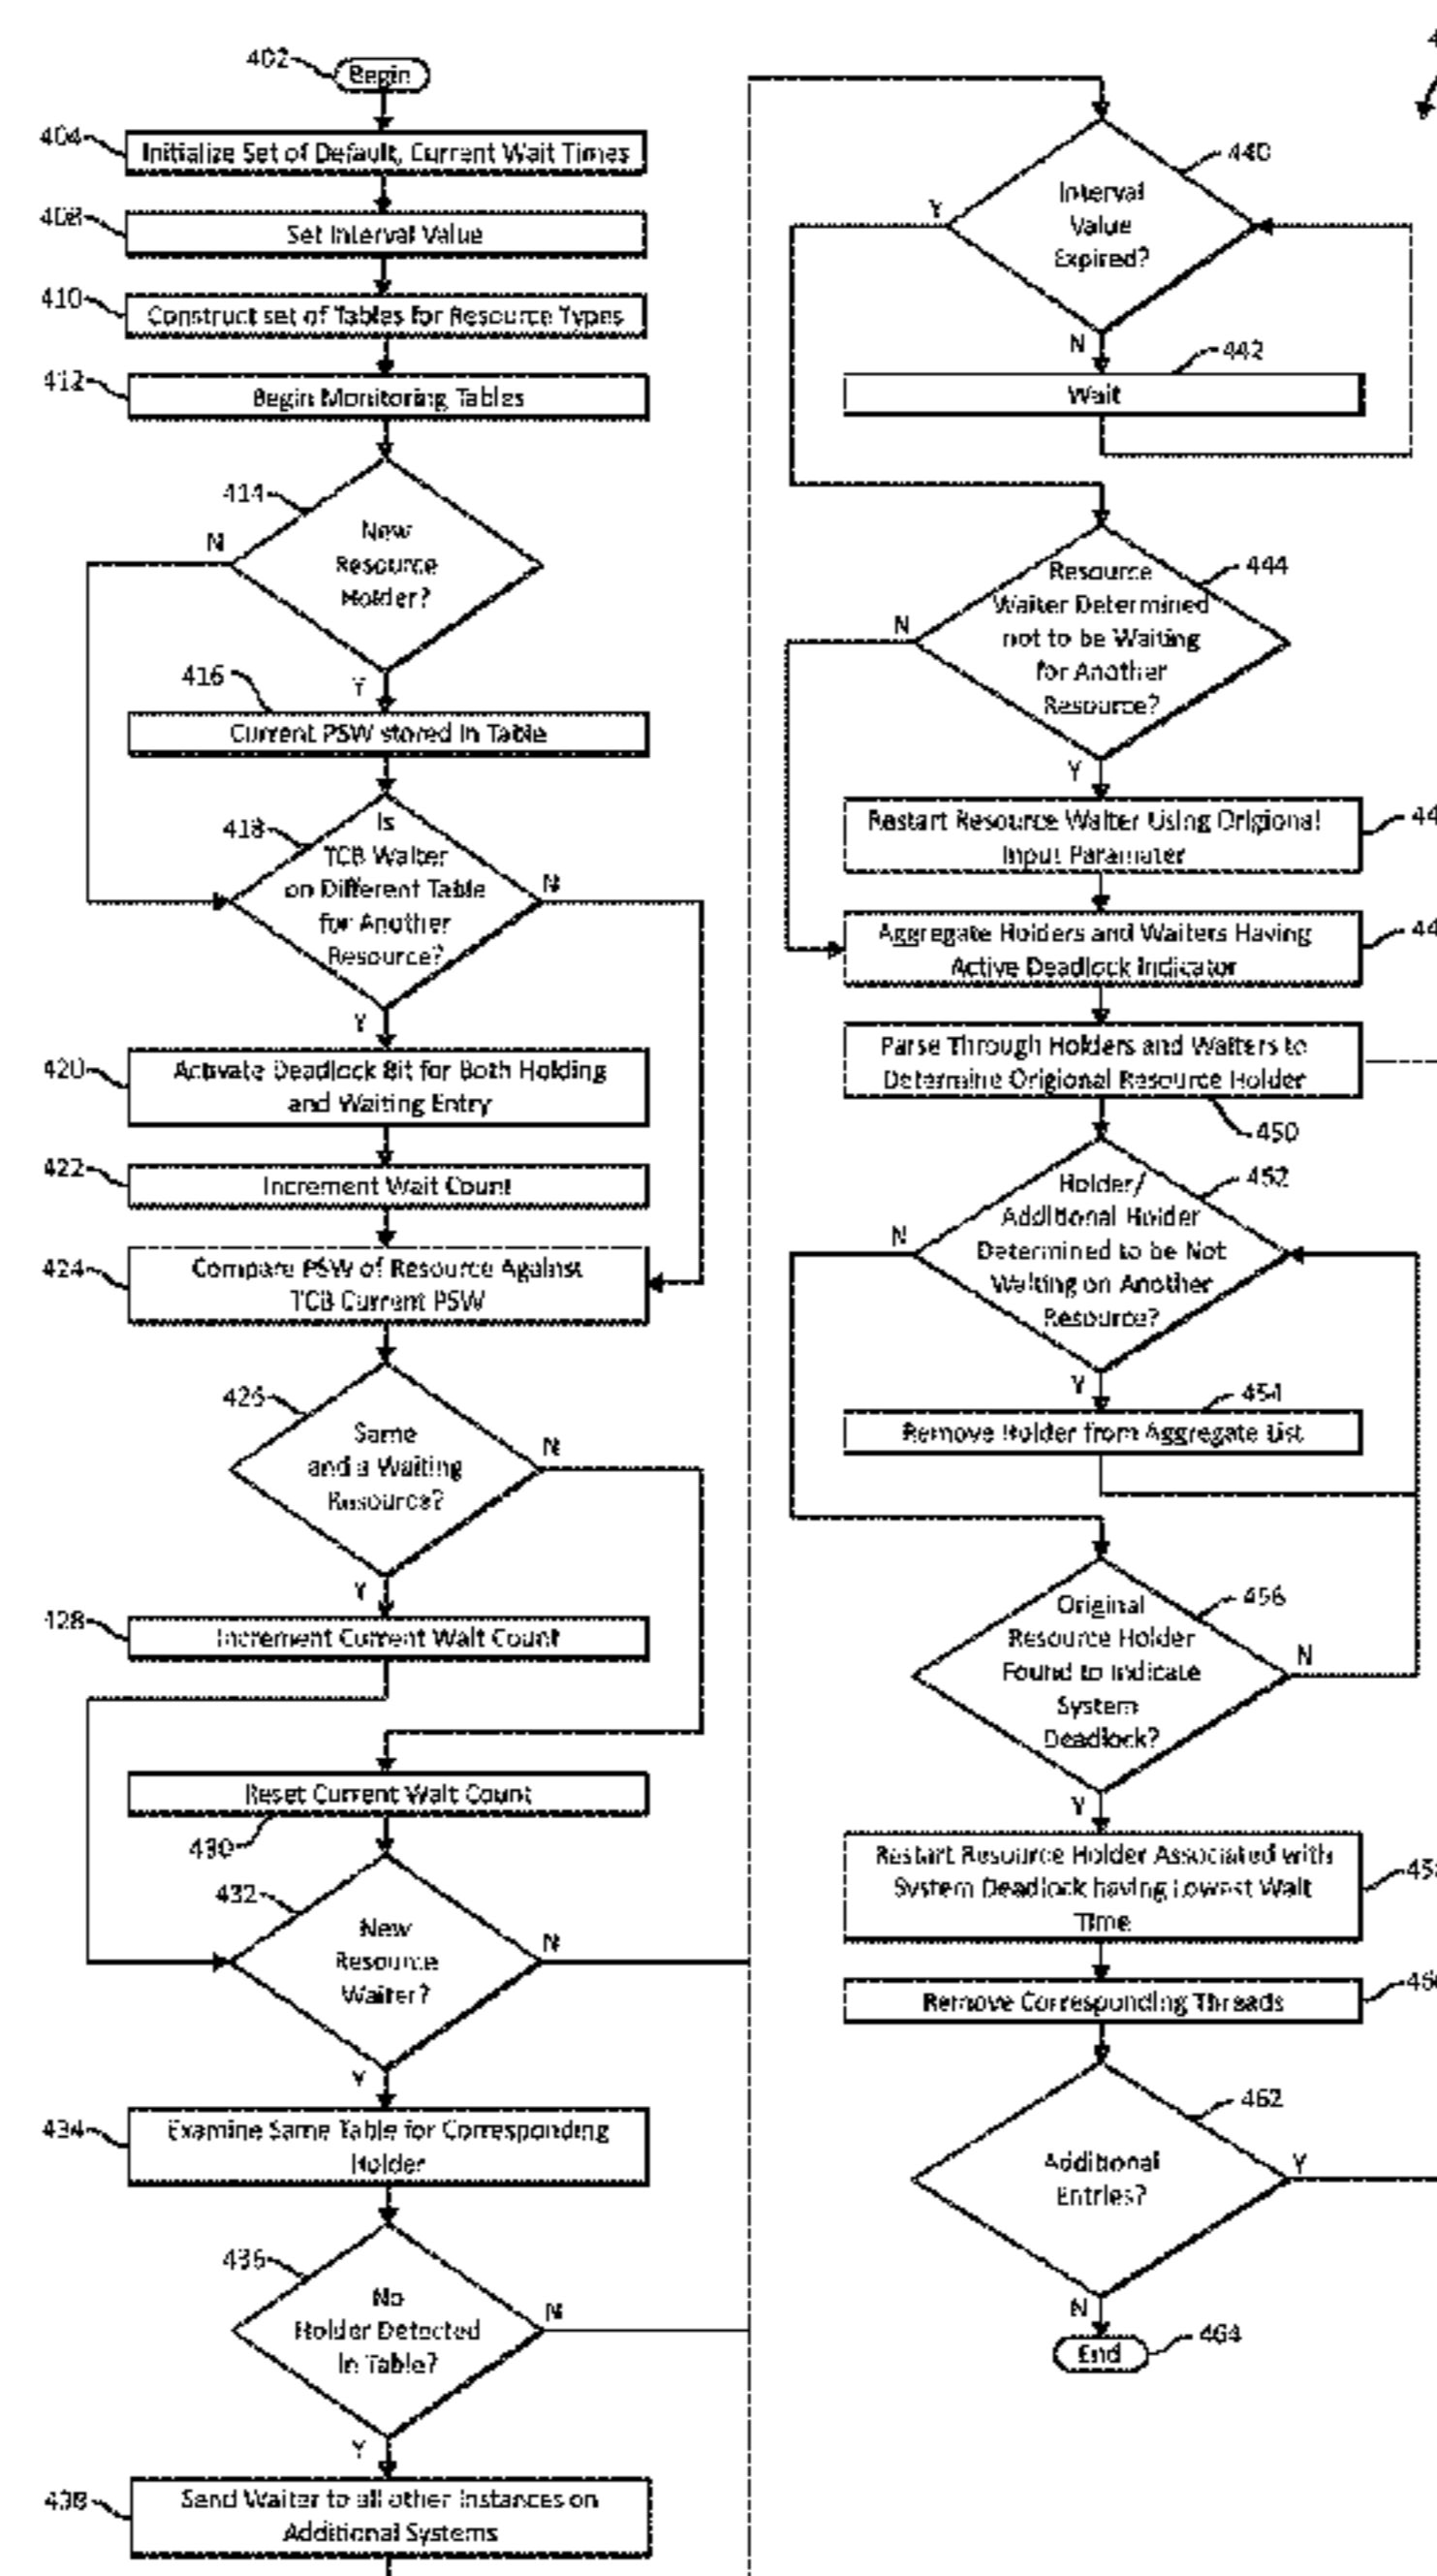 402
Begin
404
Initialize Set of Default, Current Wait Times
408
Set Interval Value
410
Construct set of Tables for Resource Types
412
Begin Monitoring Tables
414
New
Resource
Holder?
N
Y
416
Current PSW stored in Table
418
Is
TCB Waiter
on Different Table
for Another
Resource?
N
Y
420
Activate Deadlock Bit for Both Holding
and Waiting Entry
422
Increment Wait Count
424
Compare PSW of Resource Against
TCB Current PSW
426
Same
and a Waiting
Resource?
N
Y
428
Increment Current Wait Count
Reset Current Wait Count
430
432
New
Resource
Waiter?
N
Y
434
Examine Same Table for Corresponding
Holder
436
No
Holder Detected
in Table?
N
Y
438
Send Waiter to all other Instances on
Additional Systems
440
Interval
Value
Expired?
Y
N
442
Wait
444
Resource
Waiter Determined
not to be Waiting
for Another
Resource?
N
Y
Restart Resource Waiter Using Origional
Input Paramater
44
Aggregate Holders and Waiters Having
Active Deadlock Indicator
44
Parse Through Holders and Waiters to
Determine Origional Resource Holder
450
452
Holder/
Additional Holder
Determined to be Not
Waiting on Another
Resource?
N
Y
454
Remove Holder from Aggregate List
456
Original
Resource Holder
Found to Indicate
System
Deadlock?
N
Y
Restart Resource Holder Associated with
System Deadlock having Lowest Wait
Time
45
Remove Corresponding Threads
46
462
Additional
Entries?
Y
N
End
464